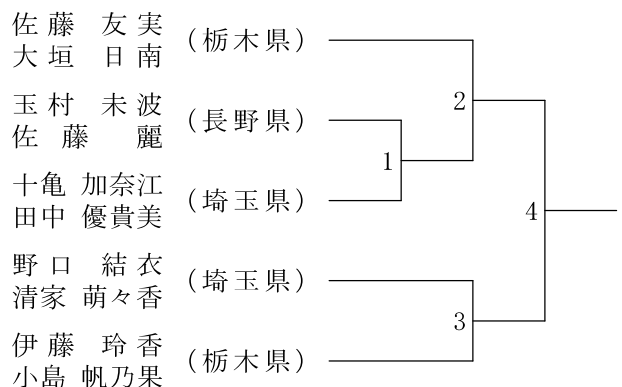 佐藤 友実
大垣 日南
(栃木県)
玉村 未波
佐藤 麗
(長野県)
十亀 加奈江
田中 優貴美
(埼玉県)
野口 結衣
清家 萌々香
(埼玉県)
伊藤 玲香
小島 帆乃果
(栃木県)
1
2
3
4